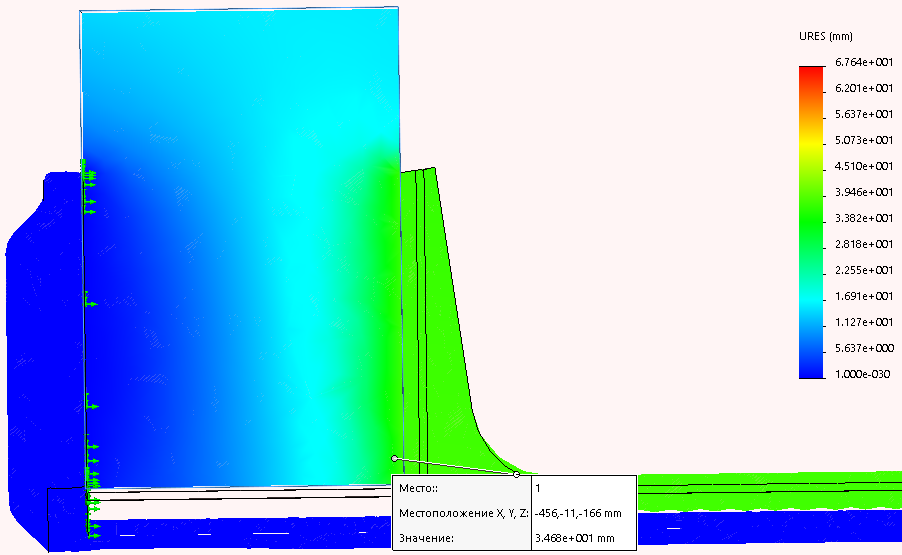 URES (mm)
6.764e+001
6.201e+001
5.637e+001
5.073e+001
4.510e+001
3.946e+001
3.382e+001
2.818e+001
2.255e+001
1.691e+001
1.127e+001
5.637e+000
1.000e-030
Место:: 1
Местоположение X, Y, Z: -456,-11,-166 mm
Значение: 3.468e+001 mm